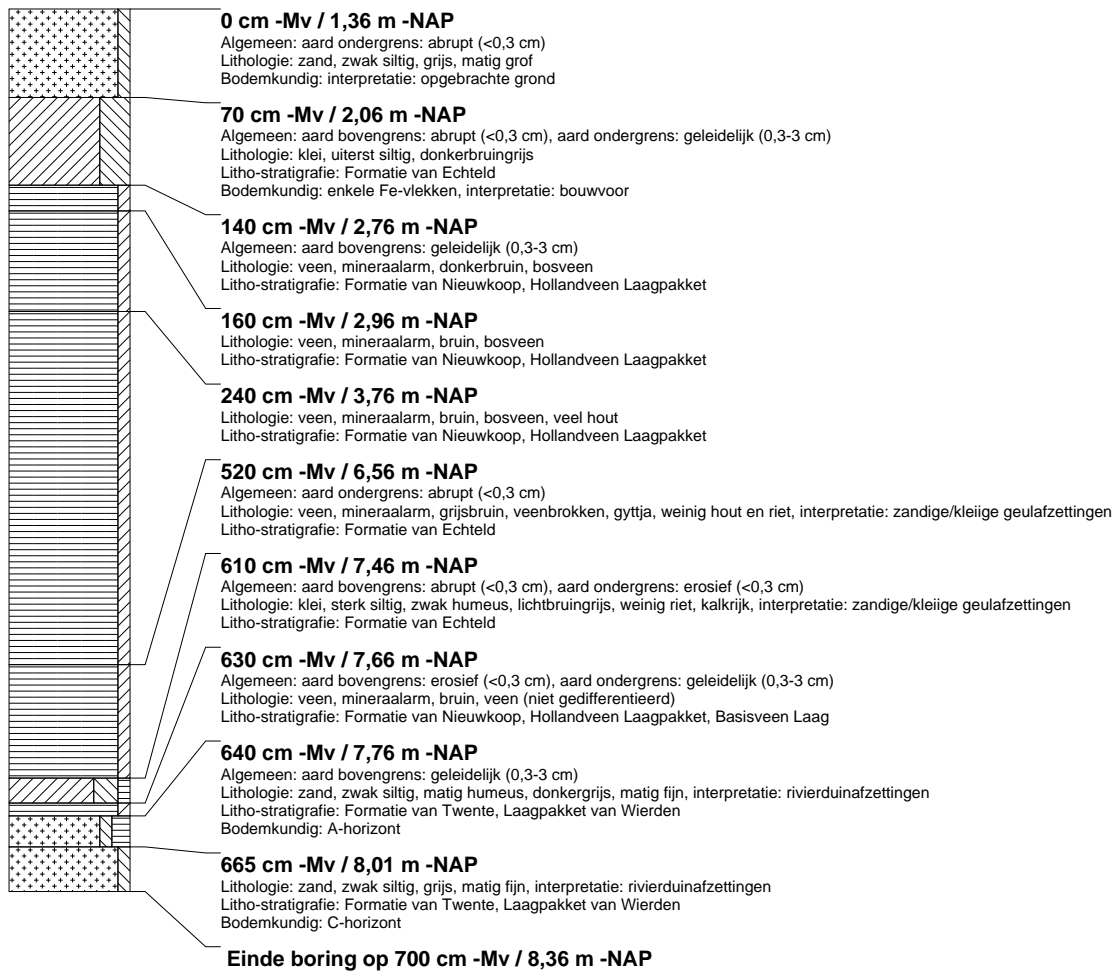 0 cm -Mv / 1,36 m -NAP
Algemeen: aard ondergrens: abrupt (<0,3 cm)
Lithologie: zand, zwak siltig, grijs, matig grof
Bodemkundig: interpretatie: opgebrachte grond
70 cm -Mv / 2,06 m -NAP
Algemeen: aard bovengrens: abrupt (<0,3 cm), aard ondergrens: geleidelijk (0,3-3 cm)
Lithologie: klei, uiterst siltig, donkerbruingrijs
Litho-stratigrafie: Formatie van Echteld
Bodemkundig: enkele Fe-vlekken, interpretatie: bouwvoor
140 cm -Mv / 2,76 m -NAP
Algemeen: aard bovengrens: geleidelijk (0,3-3 cm)
Lithologie: veen, mineraalarm, donkerbruin, bosveen
Litho-stratigrafie: Formatie van Nieuwkoop, Hollandveen Laagpakket
160 cm -Mv / 2,96 m -NAP
Lithologie: veen, mineraalarm, bruin, bosveen
Litho-stratigrafie: Formatie van Nieuwkoop, Hollandveen Laagpakket
240 cm -Mv / 3,76 m -NAP
Lithologie: veen, mineraalarm, bruin, bosveen, veel hout
Litho-stratigrafie: Formatie van Nieuwkoop, Hollandveen Laagpakket
520 cm -Mv / 6,56 m -NAP
Algemeen: aard ondergrens: abrupt (<0,3 cm)
Lithologie: veen, mineraalarm, grijsbruin, veenbrokken, gyttja, weinig hout en riet, interpretatie: zandige/kleiige geulafzettingen
Litho-stratigrafie: Formatie van Echteld
610 cm -Mv / 7,46 m -NAP
Algemeen: aard bovengrens: abrupt (<0,3 cm), aard ondergrens: erosief (<0,3 cm)
Lithologie: klei, sterk siltig, zwak humeus, lichtbruingrijs, weinig riet, kalkrijk, interpretatie: zandige/kleiige geulafzettingen
Litho-stratigrafie: Formatie van Echteld
630 cm -Mv / 7,66 m -NAP
Algemeen: aard bovengrens: erosief (<0,3 cm), aard ondergrens: geleidelijk (0,3-3 cm)
Lithologie: veen, mineraalarm, bruin, veen (niet gedifferentieerd)
Litho-stratigrafie: Formatie van Nieuwkoop, Hollandveen Laagpakket, Basisveen Laag
640 cm -Mv / 7,76 m -NAP
Algemeen: aard bovengrens: geleidelijk (0,3-3 cm)
Lithologie: zand, zwak siltig, matig humeus, donkergrijs, matig fijn, interpretatie: rivierduinafzettingen
Litho-stratigrafie: Formatie van Twente, Laagpakket van Wierden
Bodemkundig: A-horizont
665 cm -Mv / 8,01 m -NAP
Lithologie: zand, zwak siltig, grijs, matig fijn, interpretatie: rivierduinafzettingen
Litho-stratigrafie: Formatie van Twente, Laagpakket van Wierden
Bodemkundig: C-horizont
Einde boring op 700 cm -Mv / 8,36 m -NAP